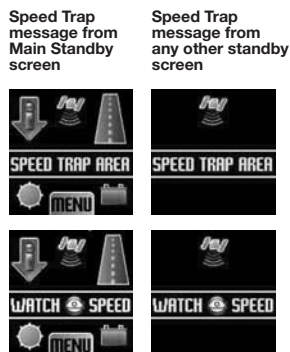 Speed Trap
message from
Main Standby
screen
Speed Trap
message from
any other standby
screen
SPEED TRAP AREA
MENU
SPEED TRAP AREA
WATCH SPEED
MENU
WATCH SPEED